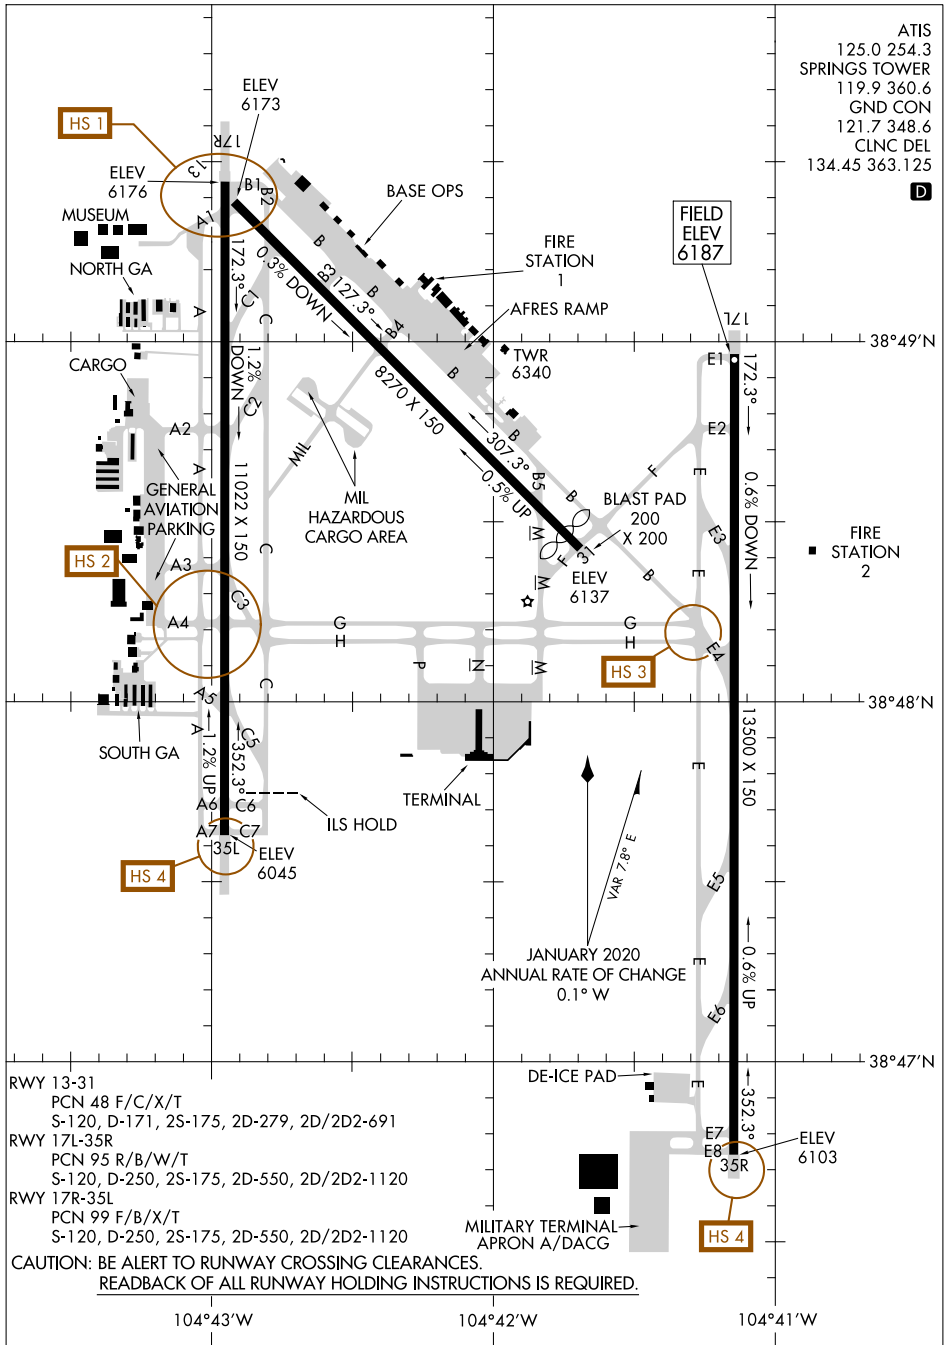 ATIS
125.0 254.3
SPRINGS TOWER
119.9 360.6
GND CON
121.7 348.6
CLNC DEL
134.45 363.125
D
HS 1
ELEV
6173
17R
13
ELEV
6176
B1
B2
A1
MUSEUM
NORTH GA
BASE OPS
FIRE
STATION
1
AFRES RAMP
FIELD
ELEV
6187
17L
38°49'N
TWR
6340
172.3°
0.3% DOWN
B
B3
B
127.3°
B4
B
A
C1
C
1.2%
DOWN
CARGO
C2
A2
8270 X 150
307.3°
0.5% UP
B
B5
B
MIL
MIL
HAZARDOUS
CARGO AREA
A
11022 X 150
GENERAL
AVIATION
PARKING
C
A3
HS 2
C3
A4
BLAST PAD
200
X 200
M
F
31
F
ELEV
6137
M
B
E1
172.3°
E2
E
0.6% DOWN
E3
E
FIRE
STATION
2
G
H
G
H
E4
HS 3
P
N
M
38°48'N
C
A5
A
C5
1.2% UP
352.3°
SOUTH GA
TERMINAL
13500 X 150
E
A6
C6
ILS HOLD
A7
C7
35L
ELEV
6045
HS 4
VAR 7.8° E
JANUARY 2020
ANNUAL RATE OF CHANGE
0.1° W
E5
0.6% UP
E
E6
38°47'N
DE-ICE PAD
E
352.3°
E7
E8
35R
ELEV
6103
HS 4
MILITARY TERMINAL
APRON A/DACG
RWY 13-31
PCN 48 F/C/X/T
S-120, D-171, 2S-175, 2D-279, 2D/2D2-691
RWY 17L-35R
PCN 95 R/B/W/T
S-120, D-250, 2S-175, 2D-550, 2D/2D2-1120
RWY 17R-35L
PCN 99 F/B/X/T
S-120, D-250, 2S-175, 2D-550, 2D/2D2-1120
CAUTION: BE ALERT TO RUNWAY CROSSING CLEARANCES.
READBACK OF ALL RUNWAY HOLDING INSTRUCTIONS IS REQUIRED.
104°43'W
104°42'W
104°41'W